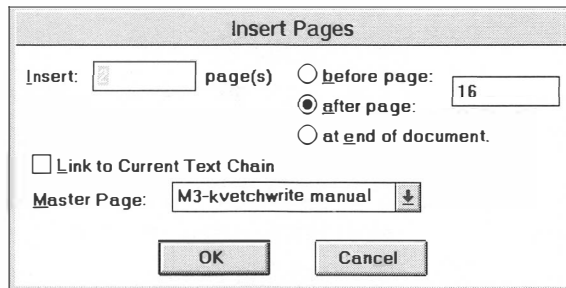 Insert Pages
Insert: 2 page(s)
before page:
after page: 16
at end of document.
Link to Current Text Chain
Master Page: M3-kvetchwrite manual
OK Cancel